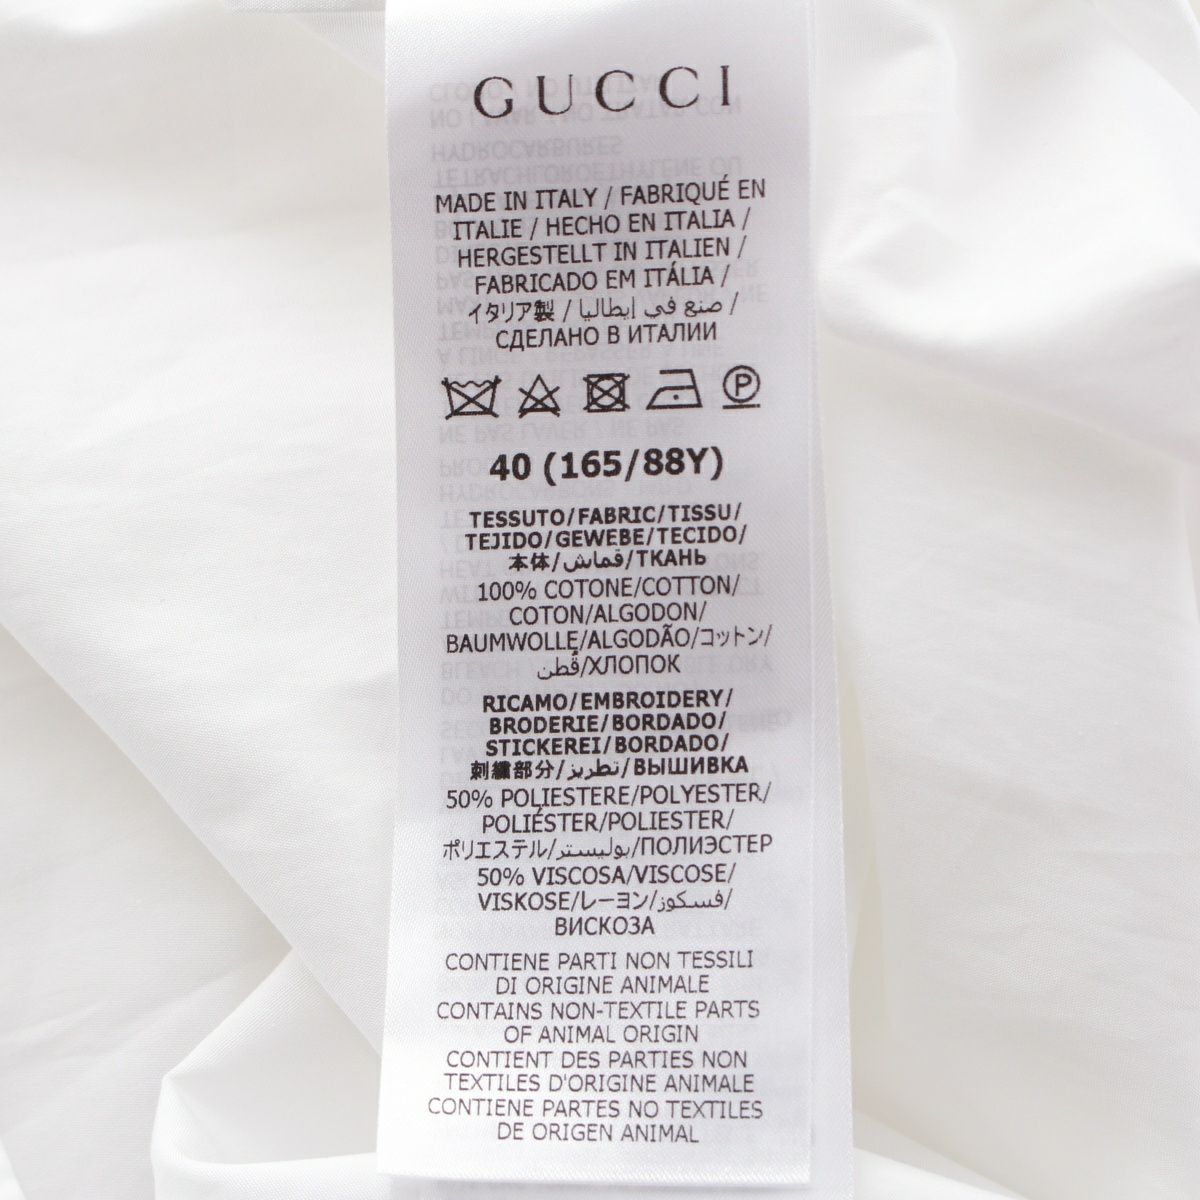 GUCCI
MADE IN ITALY / FABRIQUÉ EN
ITALIE / HECHO EN ITALIA /
HERGESTELLT IN ITALIEN /
FABRICADO EM ITÁLIA /
イタリア製 / صنع في إيطاليا /
СДЕЛАНО В ИТАЛИИ
P
40 (165/88Y)
TESSUTO/FABRIC/TISSU/
TEJIDO/GEWEBE/TECIDO/
本体/قماش/ТКАНЬ
100% COTONE/COTTON/
COTON/ALGODON/
BAUMWOLLE/ALGODÃO/コットン/
قُطن/ХЛОПОК
RICAMO/EMBROIDERY/
BRODERIE/BORDADO/
STICKEREI/BORDADO/
刺繍部分/تطريز/ВЫШИВКА
50% POLIESTERE/POLYESTER/
POLIÉSTER/POLIESTER/
ポリエステル/بوليستر/ПОЛИЭСТЕР
50% VISCOSA/VISCOSE/
VISKOSE/レーヨン/فسكوز/
ВИСКОЗА
CONTIENE PARTI NON TESSILI
DI ORIGINE ANIMALE
CONTAINS NON-TEXTILE PARTS
OF ANIMAL ORIGIN
CONTIENT DES PARTIES NON
TEXTILES D'ORIGINE ANIMALE
CONTIENE PARTES NO TEXTILES
DE ORIGEN ANIMAL